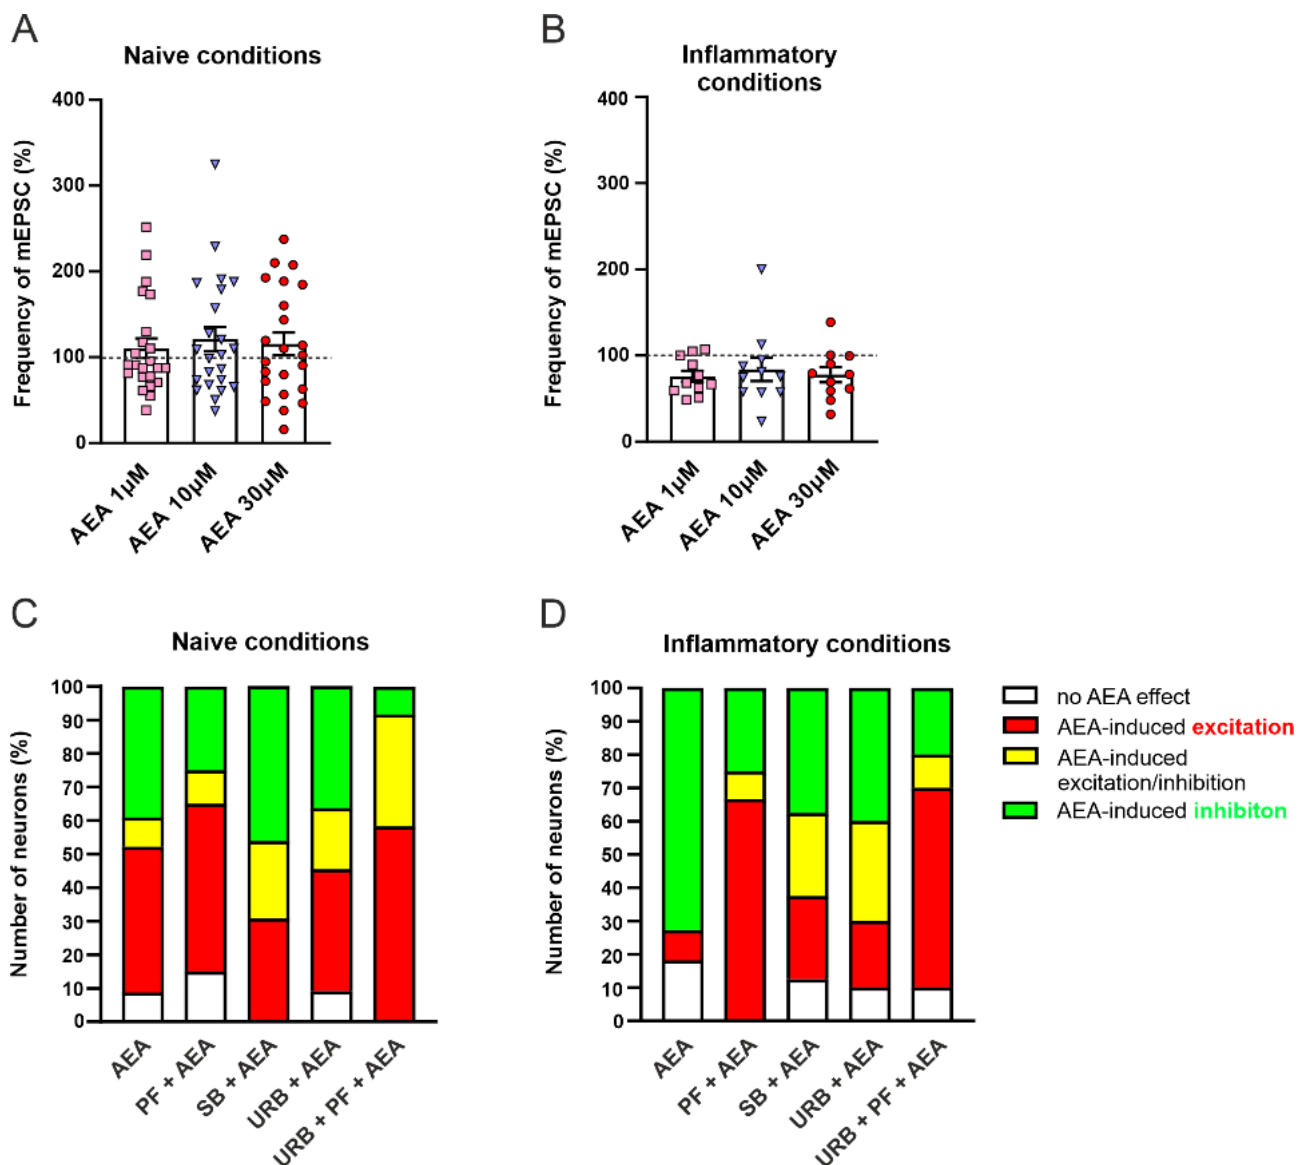 A
Naive conditions
Frequency of mEPSC (%)
400
300
200
100
0
AEA 1µM
AEA 10µM
AEA 30µM
B
Inflammatory
conditions
Frequency of mEPSC (%)
400
300
200
100
0
AEA 1µM
AEA 10µM
AEA 30µM
C
Naive conditions
Number of neurons (%)
100
90
80
70
60
50
40
30
20
10
0
AEA
PF + AEA
SB + AEA
URB + AEA
URB + PF + AEA
D
Inflammatory conditions
Number of neurons (%)
100
90
80
70
60
50
40
30
20
10
0
AEA
PF + AEA
SB + AEA
URB + AEA
URB + PF + AEA
no AEA effect
AEA-induced excitation
AEA-induced
excitation/inhibition
AEA-induced inhibiton